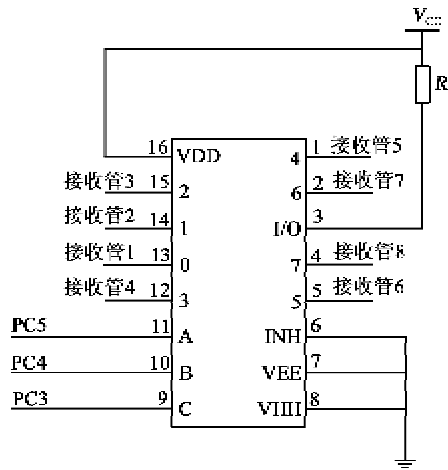 VCC
R
16 VDD 4 1 接收管5
接收管3 15 2 6 2 接收管7
接收管2 14 1 I/O 3
接收管1 13 0 7 4 接收管8
接收管4 12 3 5 5 接收管6
PC5 11 A INH 6
PC4 10 B VEE 7
PC3 9 C 8